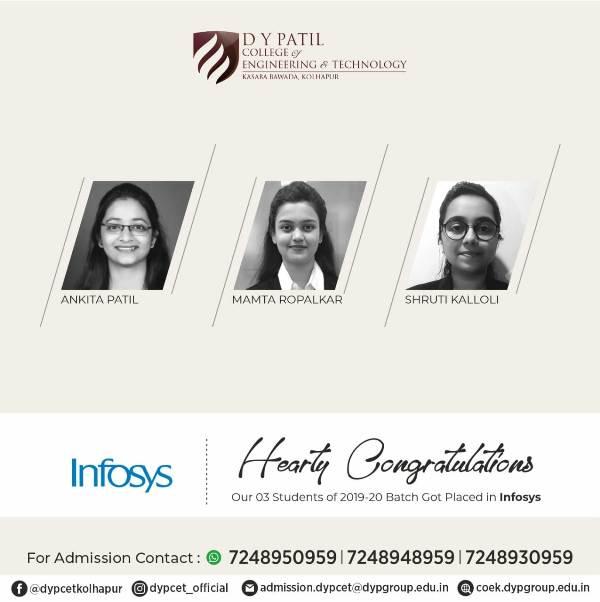 D Y PATIL
COLLEGE of
ENGINEERING & TECHNOLOGY
KASABA BAWADA, KOLHAPUR
ANKITA PATIL
MAMTA ROPALKAR
SHRUTI KALLOLI
Infosys
Hearty Congratulations
Our 03 Students of 2019-20 Batch Got Placed in Infosys
For Admission Contact : 7248950959 | 7248948959 | 7248930959
@dypcetkolhapur dypcet_official admission.dypcet@dypgroup.edu.in coek.dypgroup.edu.in